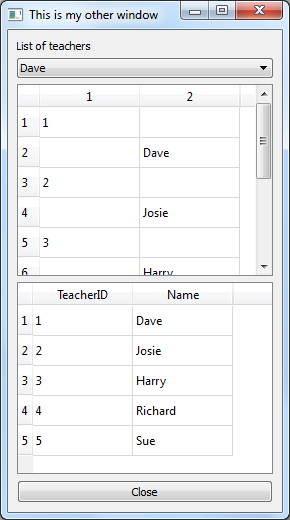 This is my other window
List of teachers
Dave
1 2
1 1
2 Dave
3 2
4 Josie
5 3
6 Harry
TeacherID Name
1 1 Dave
2 2 Josie
3 3 Harry
4 4 Richard
5 5 Sue
Close